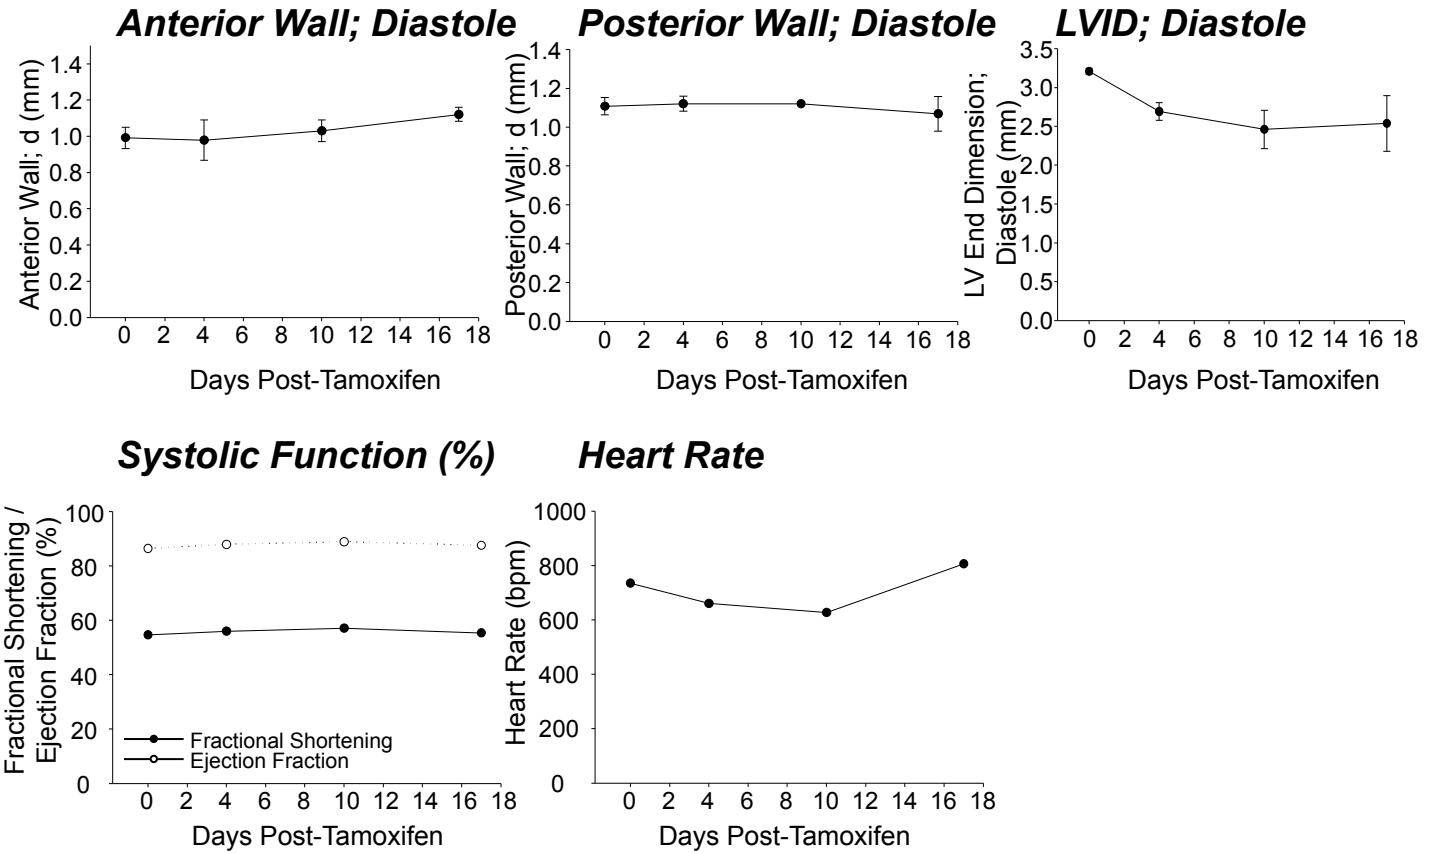 Anterior Wall; Diastole
Anterior Wall; d (mm)
1.4
1.2
1.0
0.8
0.6
0.4
0.2
0.0
0 2 4 6 8 10 12 14 16 18
Days Post-Tamoxifen
Posterior Wall; Diastole
Posterior Wall; d (mm)
1.4
1.2
1.0
0.8
0.6
0.4
0.2
0.0
0 2 4 6 8 10 12 14 16 18
Days Post-Tamoxifen
LVID; Diastole
LV End Dimension;
Diastole (mm)
3.5
3.0
2.5
2.0
1.5
1.0
0.5
0.0
0 2 4 6 8 10 12 14 16 18
Days Post-Tamoxifen
Systolic Function (%)
Fractional Shortening /
Ejection Fraction (%)
100
80
60
40
20
0
Fractional Shortening
Ejection Fraction
0 2 4 6 8 10 12 14 16 18
Days Post-Tamoxifen
Heart Rate
Heart Rate (bpm)
1000
800
600
400
200
0
0 2 4 6 8 10 12 14 16 18
Days Post-Tamoxifen